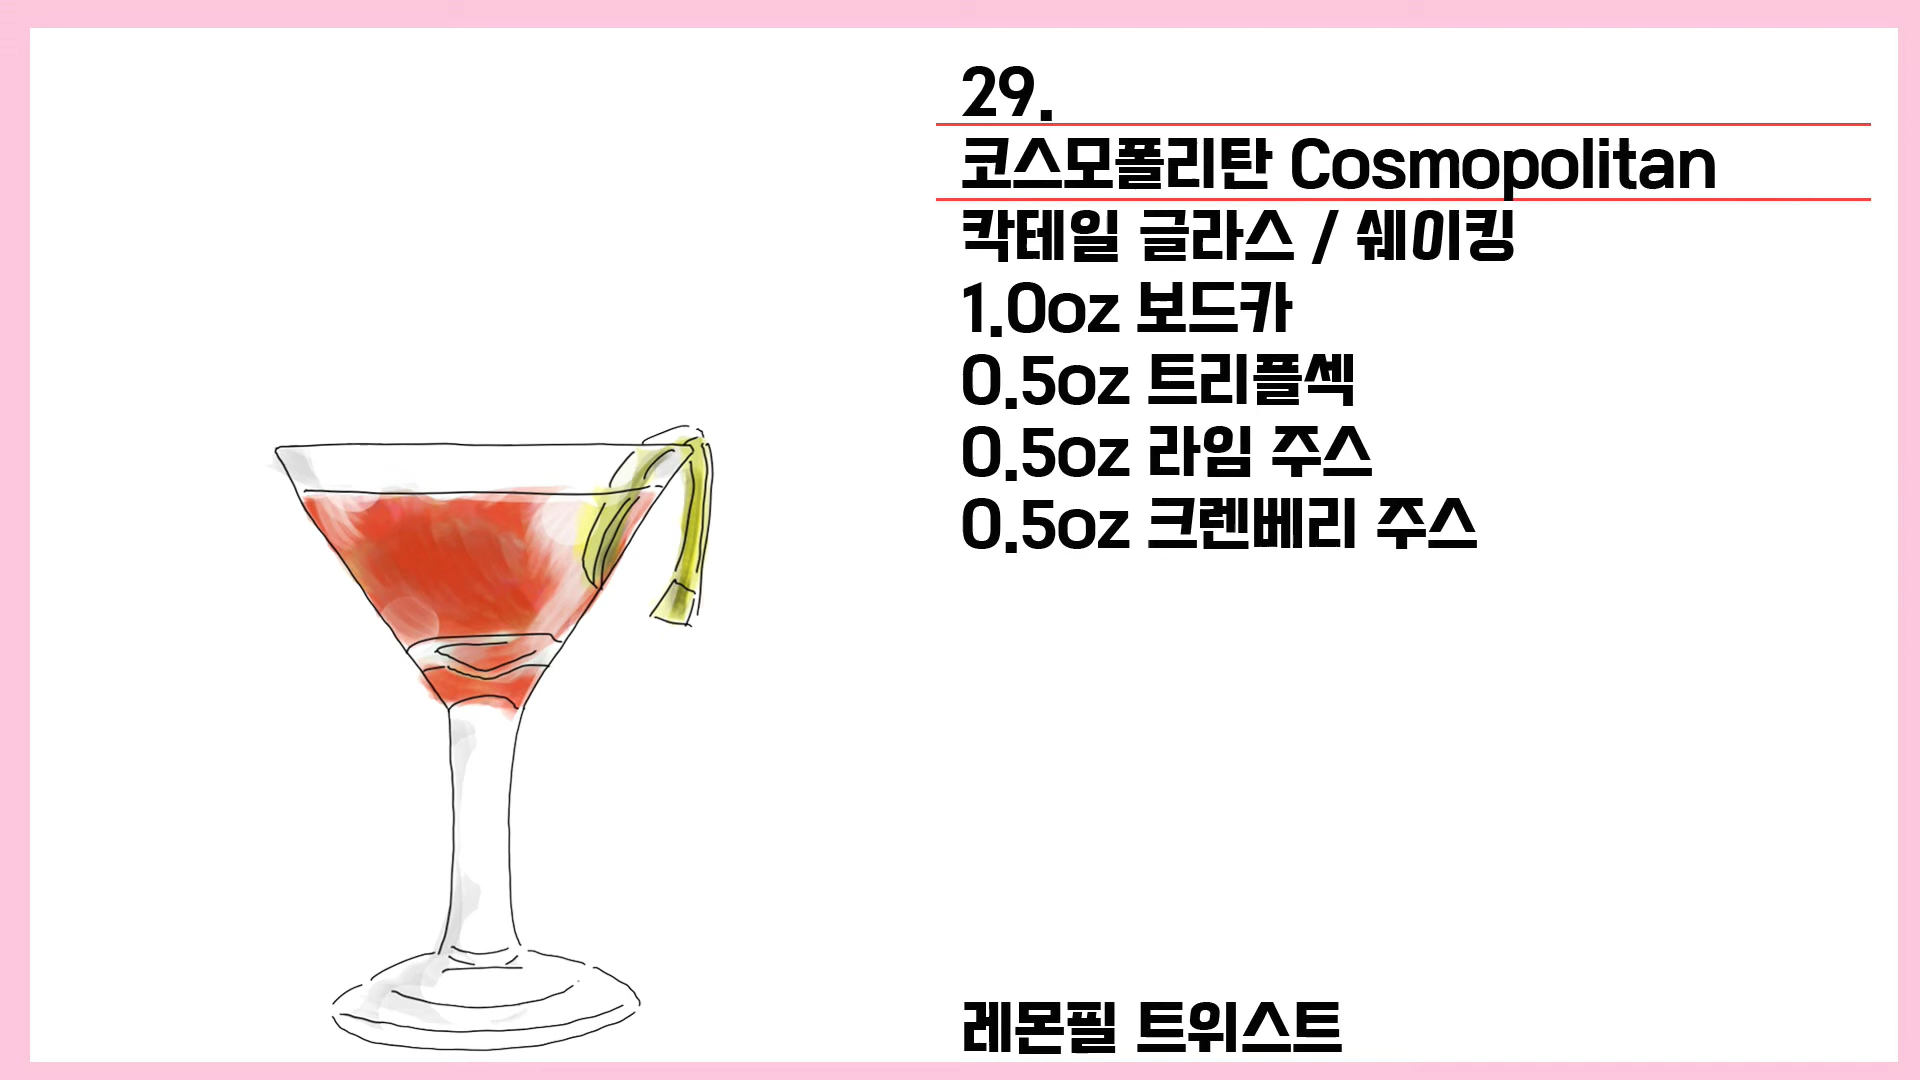 29.
코스모폴리탄 Cosmopolitan
칵테일 글라스 / 쉐이킹
1.0oz 보드카
0.5oz 트리플섹
0.5oz 라임 주스
0.5oz 크렌베리 주스
레몬필 트위스트